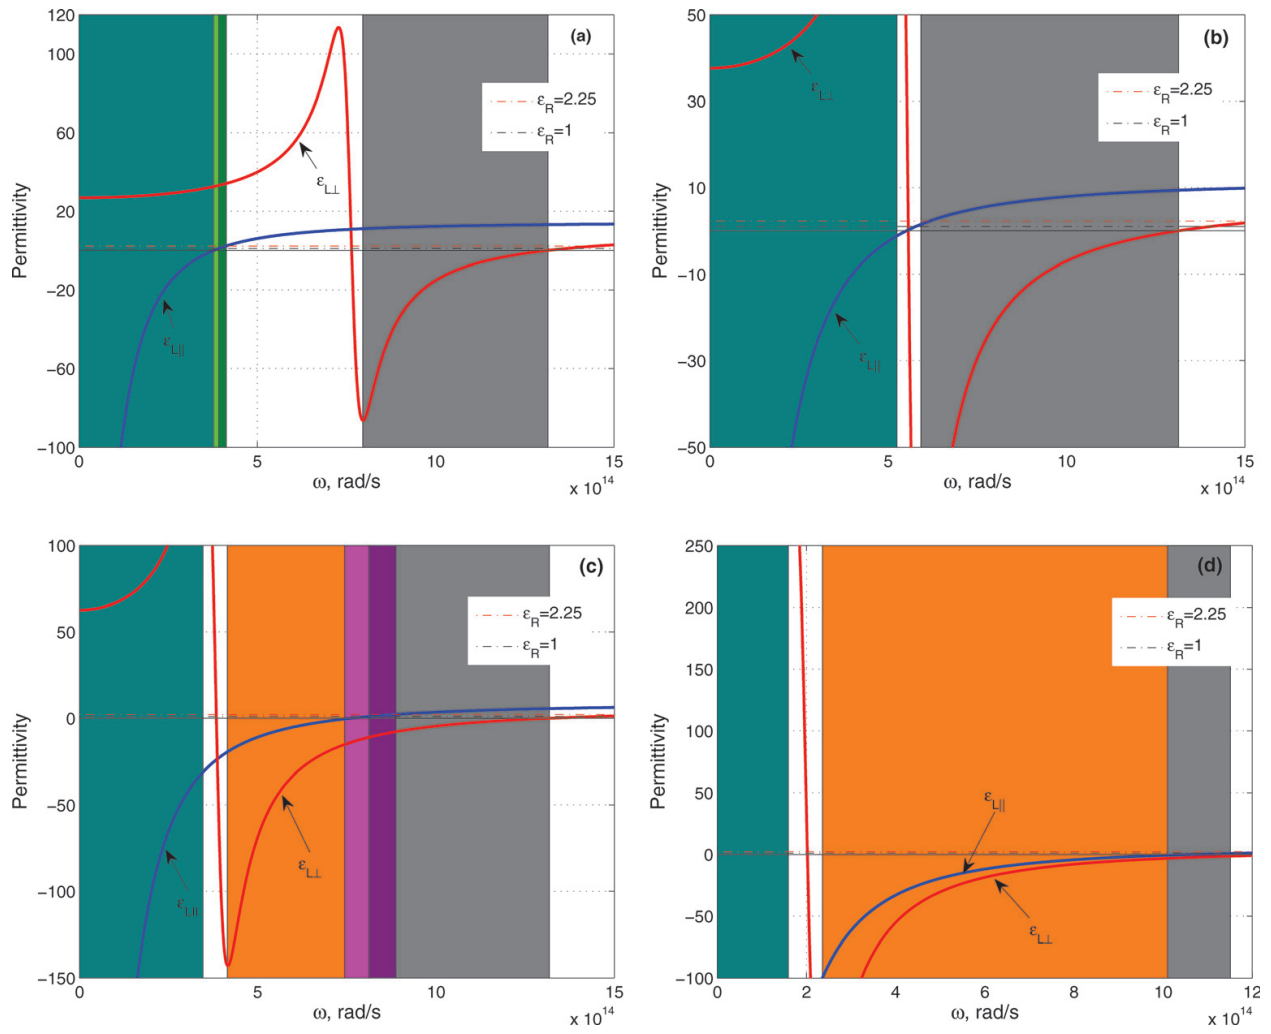 120
100
60
20
−20
−60
−100
Permittivity
0
5
10
15
ω, rad/s
x 10^14
(a)
ε_R=2.25
ε_R=1
ε_L⊥
ε_L||
50
30
10
−10
−30
−50
Permittivity
0
5
10
15
ω, rad/s
x 10^14
(b)
ε_R=2.25
ε_R=1
ε_L⊥
ε_L||
100
50
0
−50
−100
−150
Permittivity
0
5
10
15
ω, rad/s
x 10^14
(c)
ε_R=2.25
ε_R=1
ε_L||
ε_L⊥
250
200
150
100
50
0
−50
−100
Permittivity
0
2
4
6
8
10
12
ω, rad/s
x 10^14
(d)
ε_R=2.25
ε_R=1
ε_L||
ε_L⊥